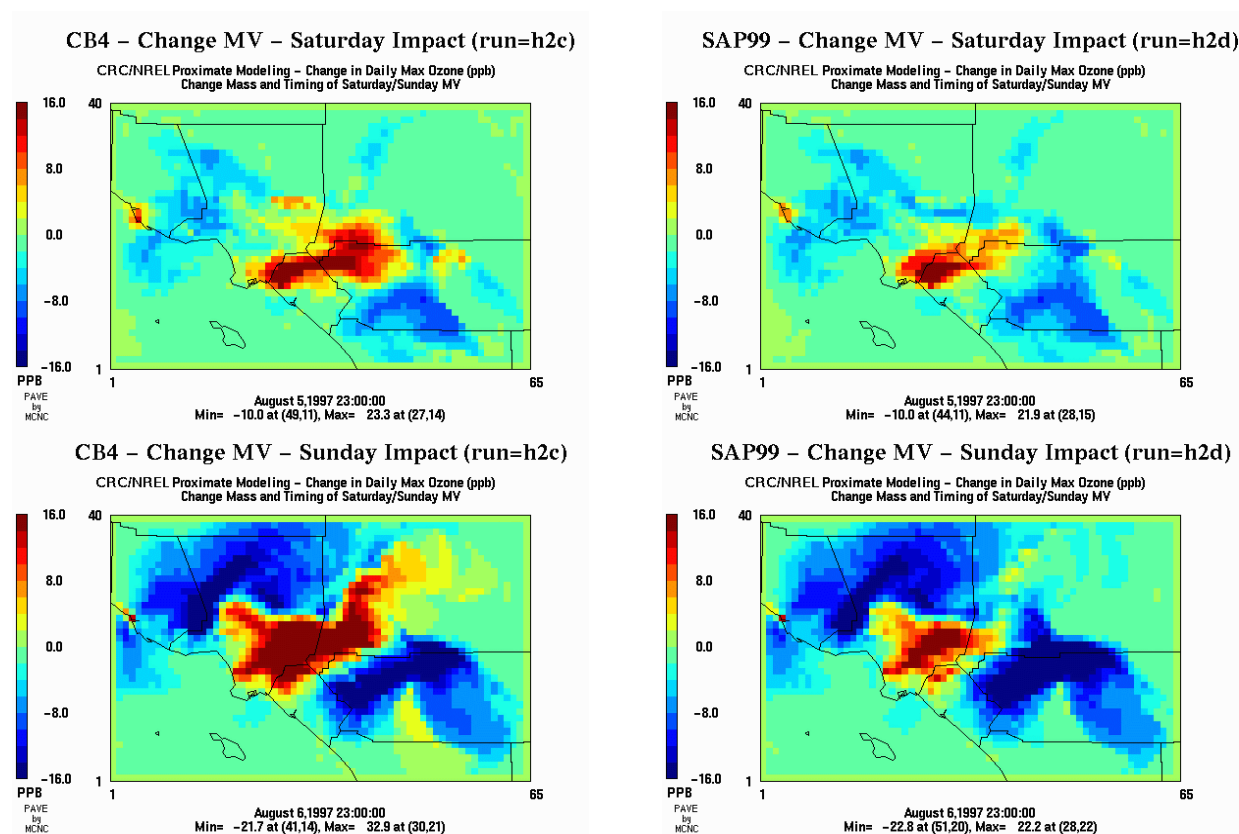 CB4 – Change MV – Saturday Impact (run=h2c)
CRC/NREL Proximate Modeling – Change in Daily Max Ozone (ppb)
Change Mass and Timing of Saturday/Sunday MV
16.0
8.0
0.0
−8.0
−16.0
PPB
PAVE
by
MCNC
40
1
1
65
August 5,1997 23:00:00
Min= −10.0 at (49,11), Max= 23.3 at (27,14)
SAP99 – Change MV – Saturday Impact (run=h2d)
CRC/NREL Proximate Modeling – Change in Daily Max Ozone (ppb)
Change Mass and Timing of Saturday/Sunday MV
16.0
8.0
0.0
−8.0
−16.0
PPB
PAVE
by
MCNC
40
1
1
65
August 5,1997 23:00:00
Min= −10.0 at (44,11), Max= 21.9 at (28,15)
CB4 – Change MV – Sunday Impact (run=h2c)
CRC/NREL Proximate Modeling – Change in Daily Max Ozone (ppb)
Change Mass and Timing of Saturday/Sunday MV
16.0
8.0
0.0
−8.0
−16.0
PPB
PAVE
by
MCNC
40
1
1
65
August 6,1997 23:00:00
Min= −21.7 at (41,14), Max= 32.9 at (30,21)
SAP99 – Change MV – Sunday Impact (run=h2d)
CRC/NREL Proximate Modeling – Change in Daily Max Ozone (ppb)
Change Mass and Timing of Saturday/Sunday MV
16.0
8.0
0.0
−8.0
−16.0
PPB
PAVE
by
MCNC
40
1
1
65
August 6,1997 23:00:00
Min= −22.8 at (51,20), Max= 22.2 at (28,22)